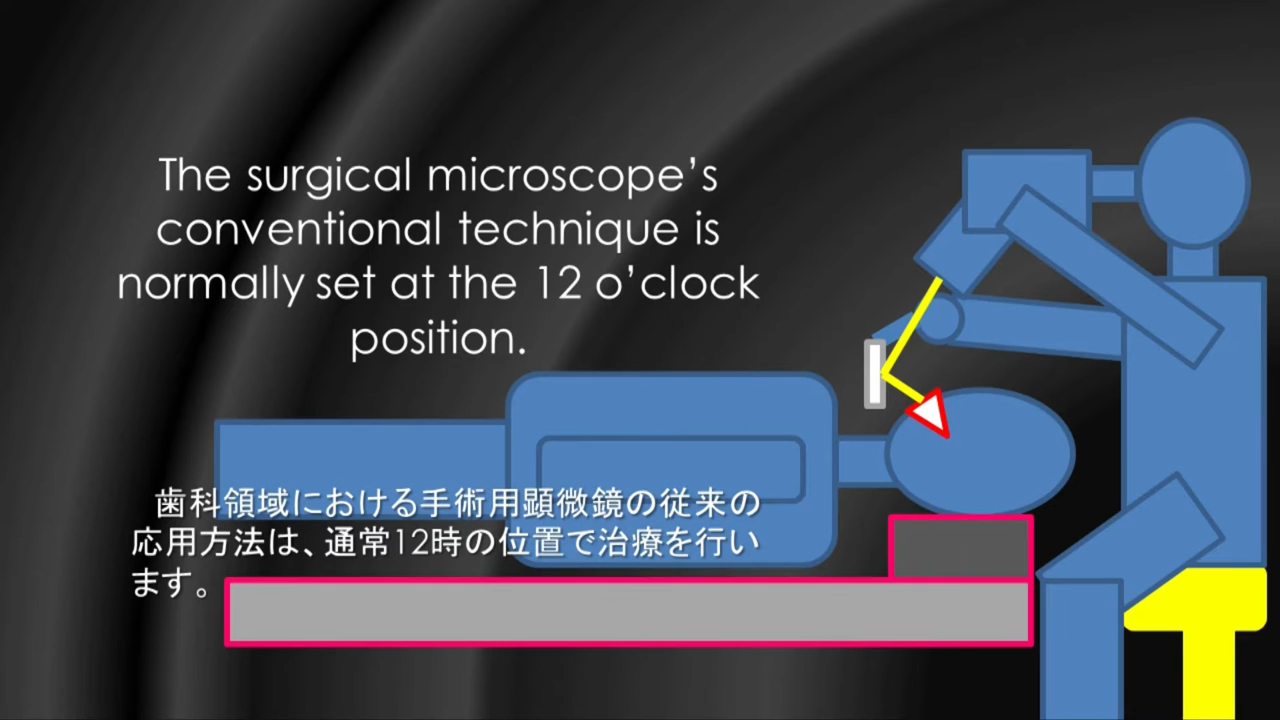 The surgical microscope’s
conventional technique is
normally set at the 12 o’clock
position.
歯科領域における手術用顕微鏡の従来の
応用方法は、通常12時の位置で治療を行い
ます。